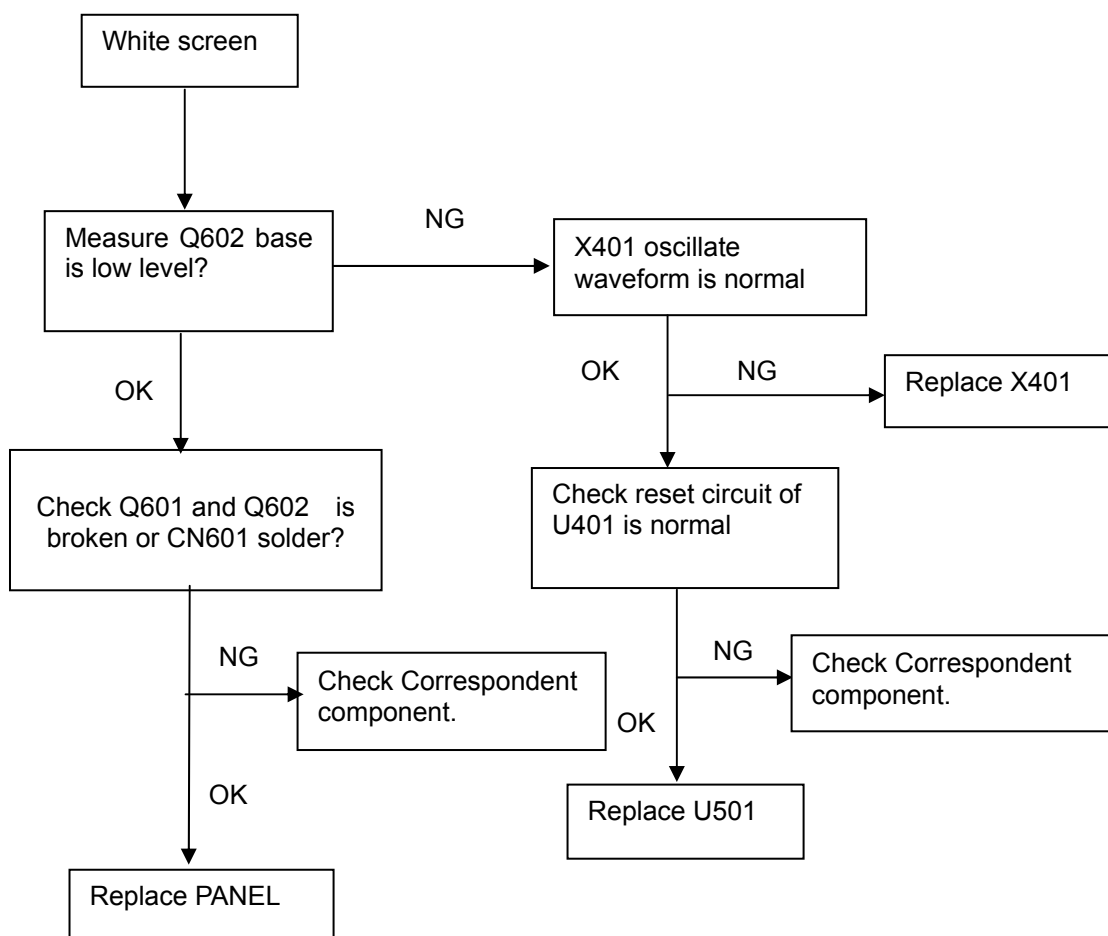 White screen
Measure Q602 base
is low level?
NG
X401 oscillate
waveform is normal
OK
OK
NG
Replace X401
Check Q601 and Q602 is
broken or CN601 solder?
Check reset circuit of
U401 is normal
NG
Check Correspondent
component.
NG
Check Correspondent
component.
OK
OK
Replace U501
Replace PANEL